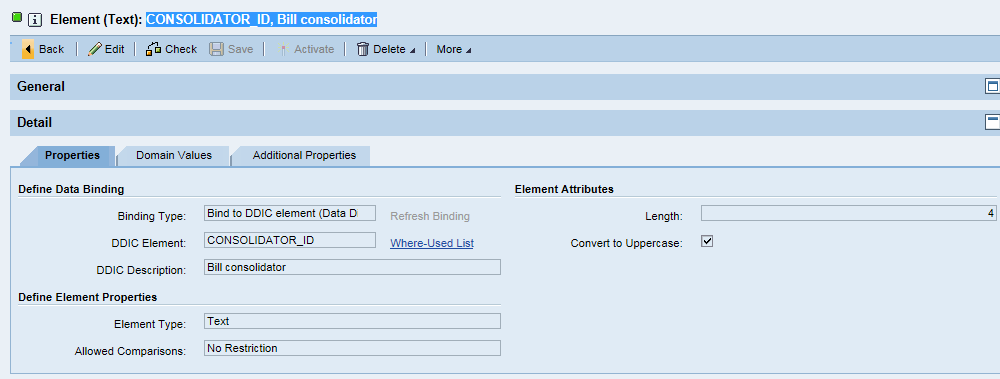 Element (Text): CONSOLIDATOR_ID, Bill consolidator
Back Edit Check Save Activate Delete More
General
Detail
Properties Domain Values Additional Properties
Define Data Binding
Binding Type: Bind to DDIC element (Data D Refresh Binding
DDIC Element: CONSOLIDATOR_ID Where-Used List
DDIC Description: Bill consolidator
Define Element Properties
Element Type: Text
Allowed Comparisons: No Restriction
Element Attributes
Length: 4
Convert to Uppercase: